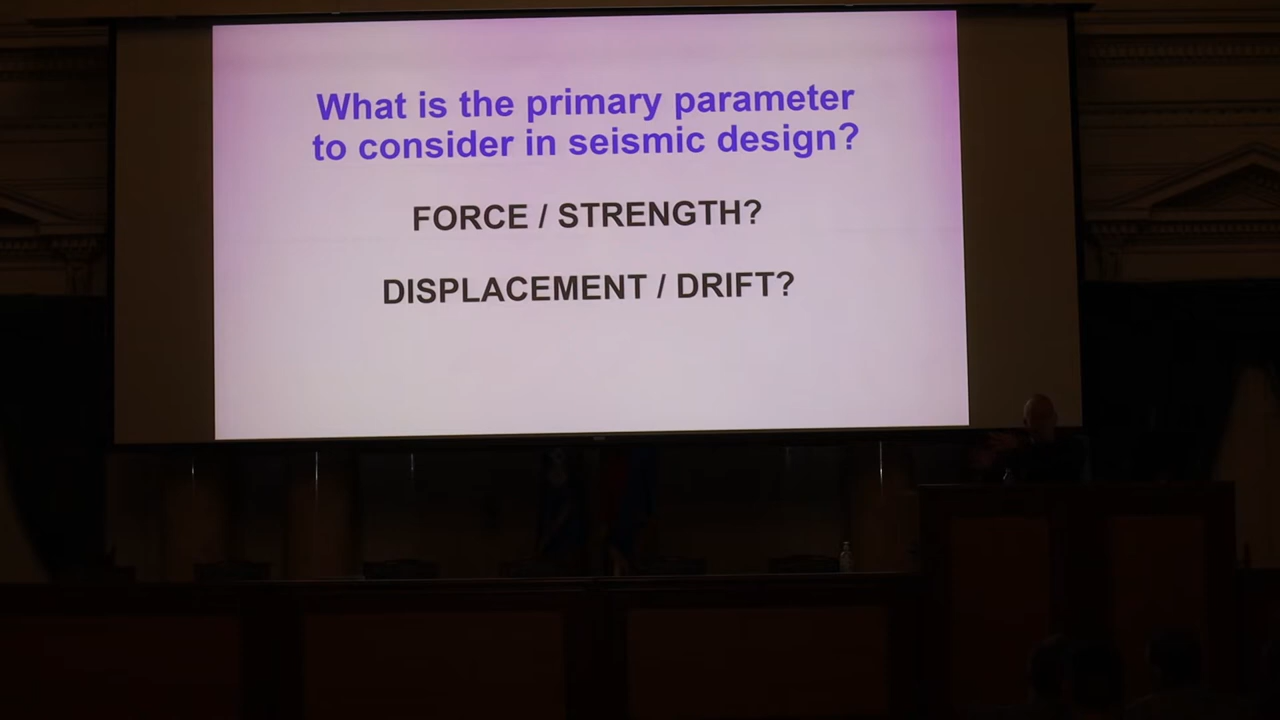 What is the primary parameter
to consider in seismic design?
FORCE / STRENGTH?
DISPLACEMENT / DRIFT?